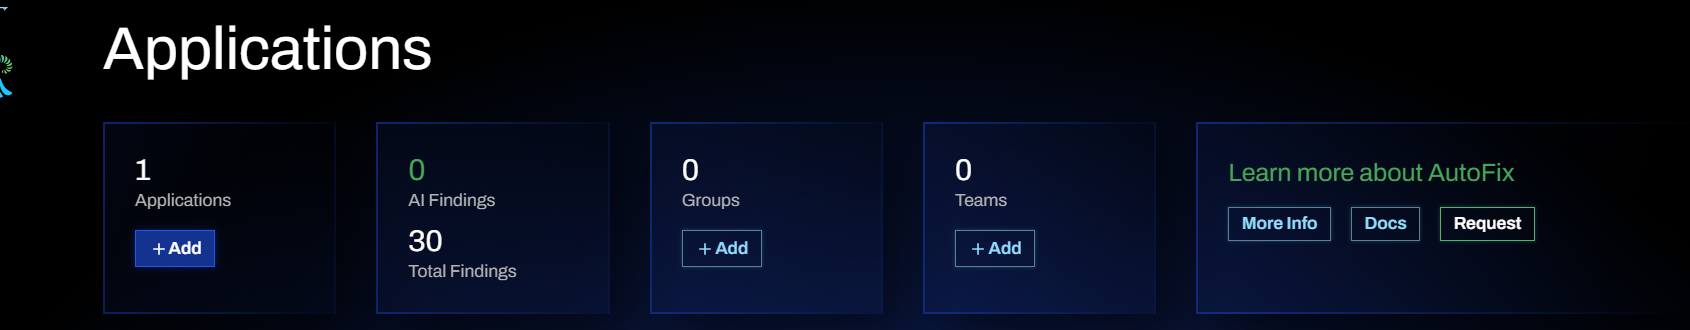 Applications
1
Applications
+ Add
0
AI Findings
30
Total Findings
0
Groups
+ Add
0
Teams
+ Add
Learn more about AutoFix
More Info
Docs
Request